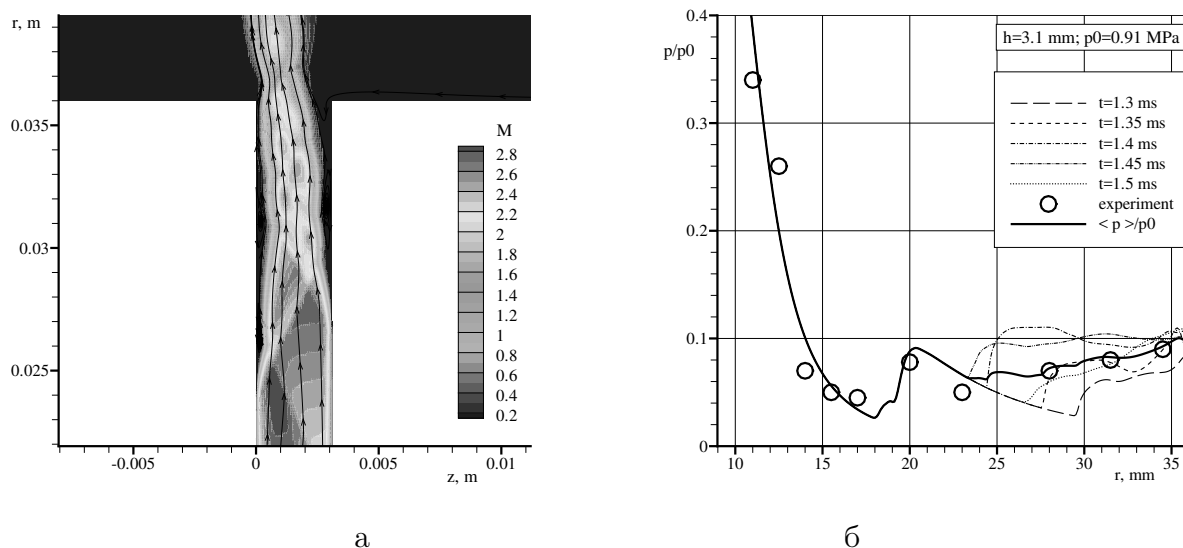 r, m
0.035
0.03
0.025
-0.005
0
0.005
0.01
z, m
M
2.8
2.6
2.4
2.2
2
1.8
1.6
1.4
1.2
1
0.8
0.6
0.4
0.2
а
0.4
p/p0
0.3
0.2
0.1
0
10
15
20
25
30
35
r, mm
h=3.1 mm; p0=0.91 MPa
t=1.3 ms
t=1.35 ms
t=1.4 ms
t=1.45 ms
t=1.5 ms
experiment
< p >/p0
б